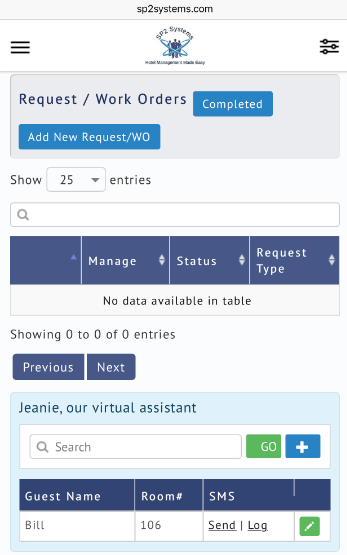 sp2systems.com
SP2 Systems
Hotel Management Made Easy
Request / Work Orders Completed
Add New Request/WO
Show 25 entries
Manage Status Request Type
No data available in table
Showing 0 to 0 of 0 entries
Previous Next
Jeanie, our virtual assistant
Search GO
Guest Name Room# SMS
Bill 106 Send | Log